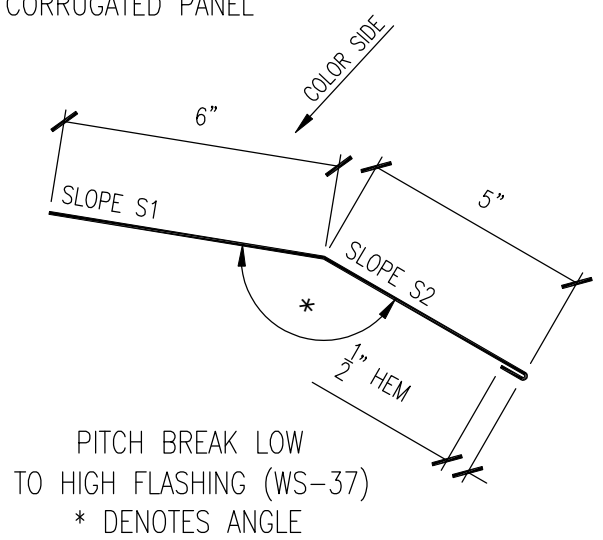 CORRUGATED PANEL
COLOR SIDE
6”
SLOPE S1
5”
SLOPE S2
*
1/2” HEM
PITCH BREAK LOW
TO HIGH FLASHING (WS-37)
* DENOTES ANGLE